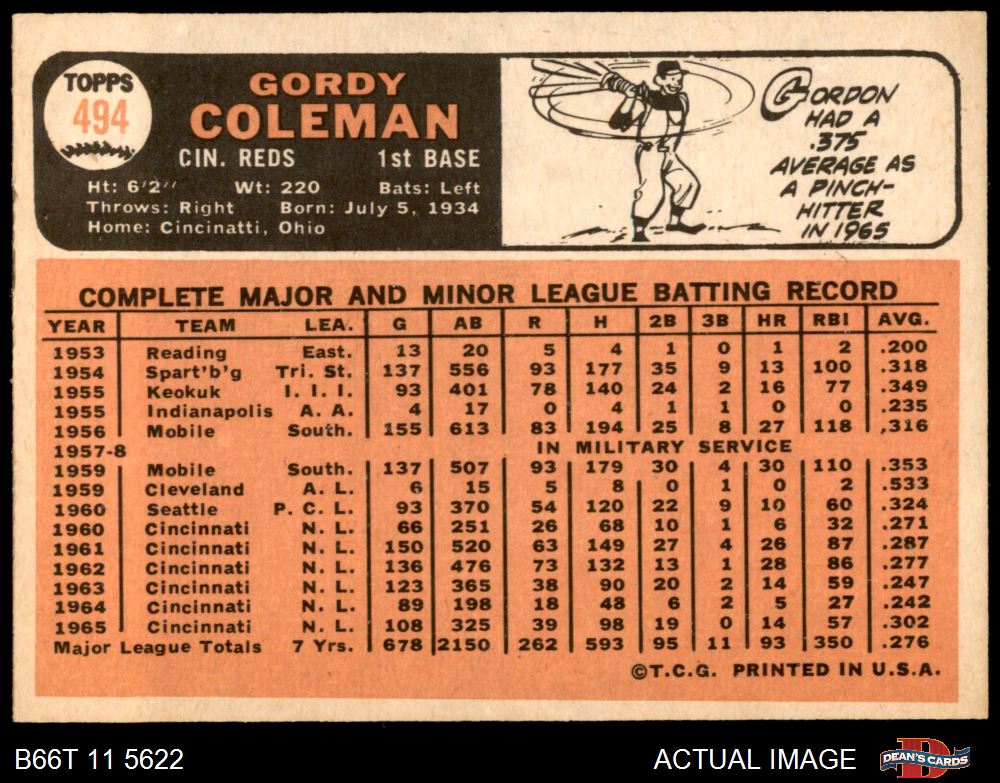 TOPPS
494
GORDY
COLEMAN
CIN. REDS 1st BASE
Ht: 6'2" Wt: 220 Bats: Left
Throws: Right Born: July 5, 1934
Home: Cincinatti, Ohio
GORDON
HAD A
.375
AVERAGE AS
A PINCH-
HITTER
IN 1965
COMPLETE MAJOR AND MINOR LEAGUE BATTING RECORD
YEAR TEAM LEA. G AB R H 2B 3B HR RBI AVG.
1953 Reading East. 13 20 5 4 1 0 1 2 .200
1954 Spart'b'g Tri. St. 137 556 93 177 35 9 13 100 .318
1955 Keokuk I. I. I. 93 401 78 140 24 2 16 77 .349
1955 Indianapolis A. A. 4 17 0 4 1 1 0 0 .235
1956 Mobile South. 155 613 83 194 25 8 27 118 ,316
1957-8 IN MILITARY SERVICE
1959 Mobile South. 137 507 93 179 30 4 30 110 .353
1959 Cleveland A. L. 6 15 5 8 0 1 0 2 .533
1960 Seattle P. C. L. 93 370 54 120 22 9 10 60 .324
1960 Cincinnati N. L. 66 251 26 68 10 1 6 32 .271
1961 Cincinnati N. L. 150 520 63 149 27 4 26 87 .287
1962 Cincinnati N. L. 136 476 73 132 13 1 28 86 .277
1963 Cincinnati N. L. 123 365 38 90 20 2 14 59 .247
1964 Cincinnati N. L. 89 198 18 48 6 2 5 27 .242
1965 Cincinnati N. L. 108 325 39 98 19 0 14 57 .302
Major League Totals 7 Yrs. 678 2150 262 593 95 11 93 350 .276
©T.C.G. PRINTED IN U.S.A.
B66T 11 5622 ACTUAL IMAGE DEAN'S CARDS